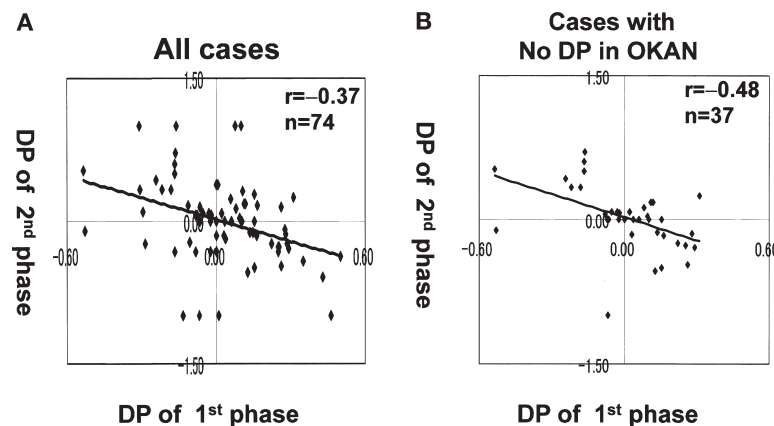 A
All cases
1.50
r=−0.37
n=74
DP of 2nd phase
0.00
−0.60
0.00
0.60
−1.50
DP of 1st phase
B
Cases with
No DP in OKAN
1.50
r=−0.48
n=37
DP of 2nd phase
0.00
−0.60
0.00
0.60
−1.50
DP of 1st phase